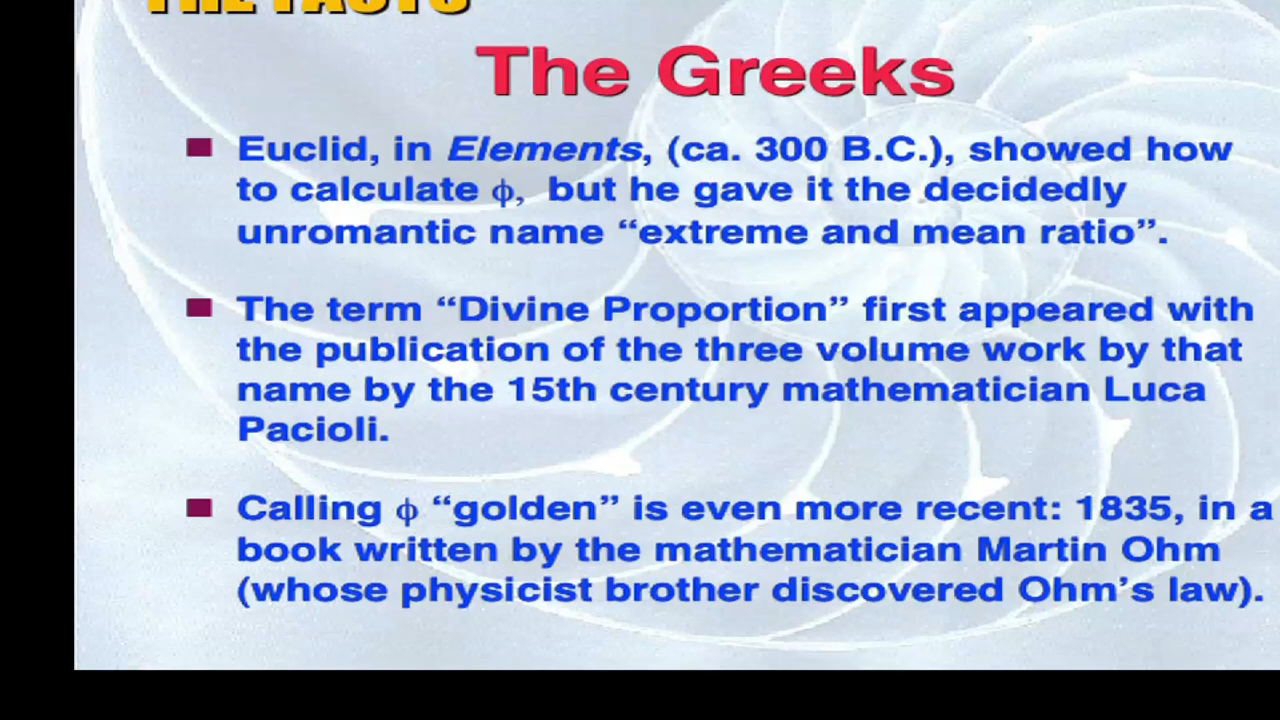 THE FACTS
The Greeks
Euclid, in Elements, (ca. 300 B.C.), showed how
to calculate ϕ, but he gave it the decidedly
unromantic name “extreme and mean ratio”.
The term “Divine Proportion” first appeared with
the publication of the three volume work by that
name by the 15th century mathematician Luca
Pacioli.
Calling ϕ “golden” is even more recent: 1835, in a
book written by the mathematician Martin Ohm
(whose physicist brother discovered Ohm’s law).